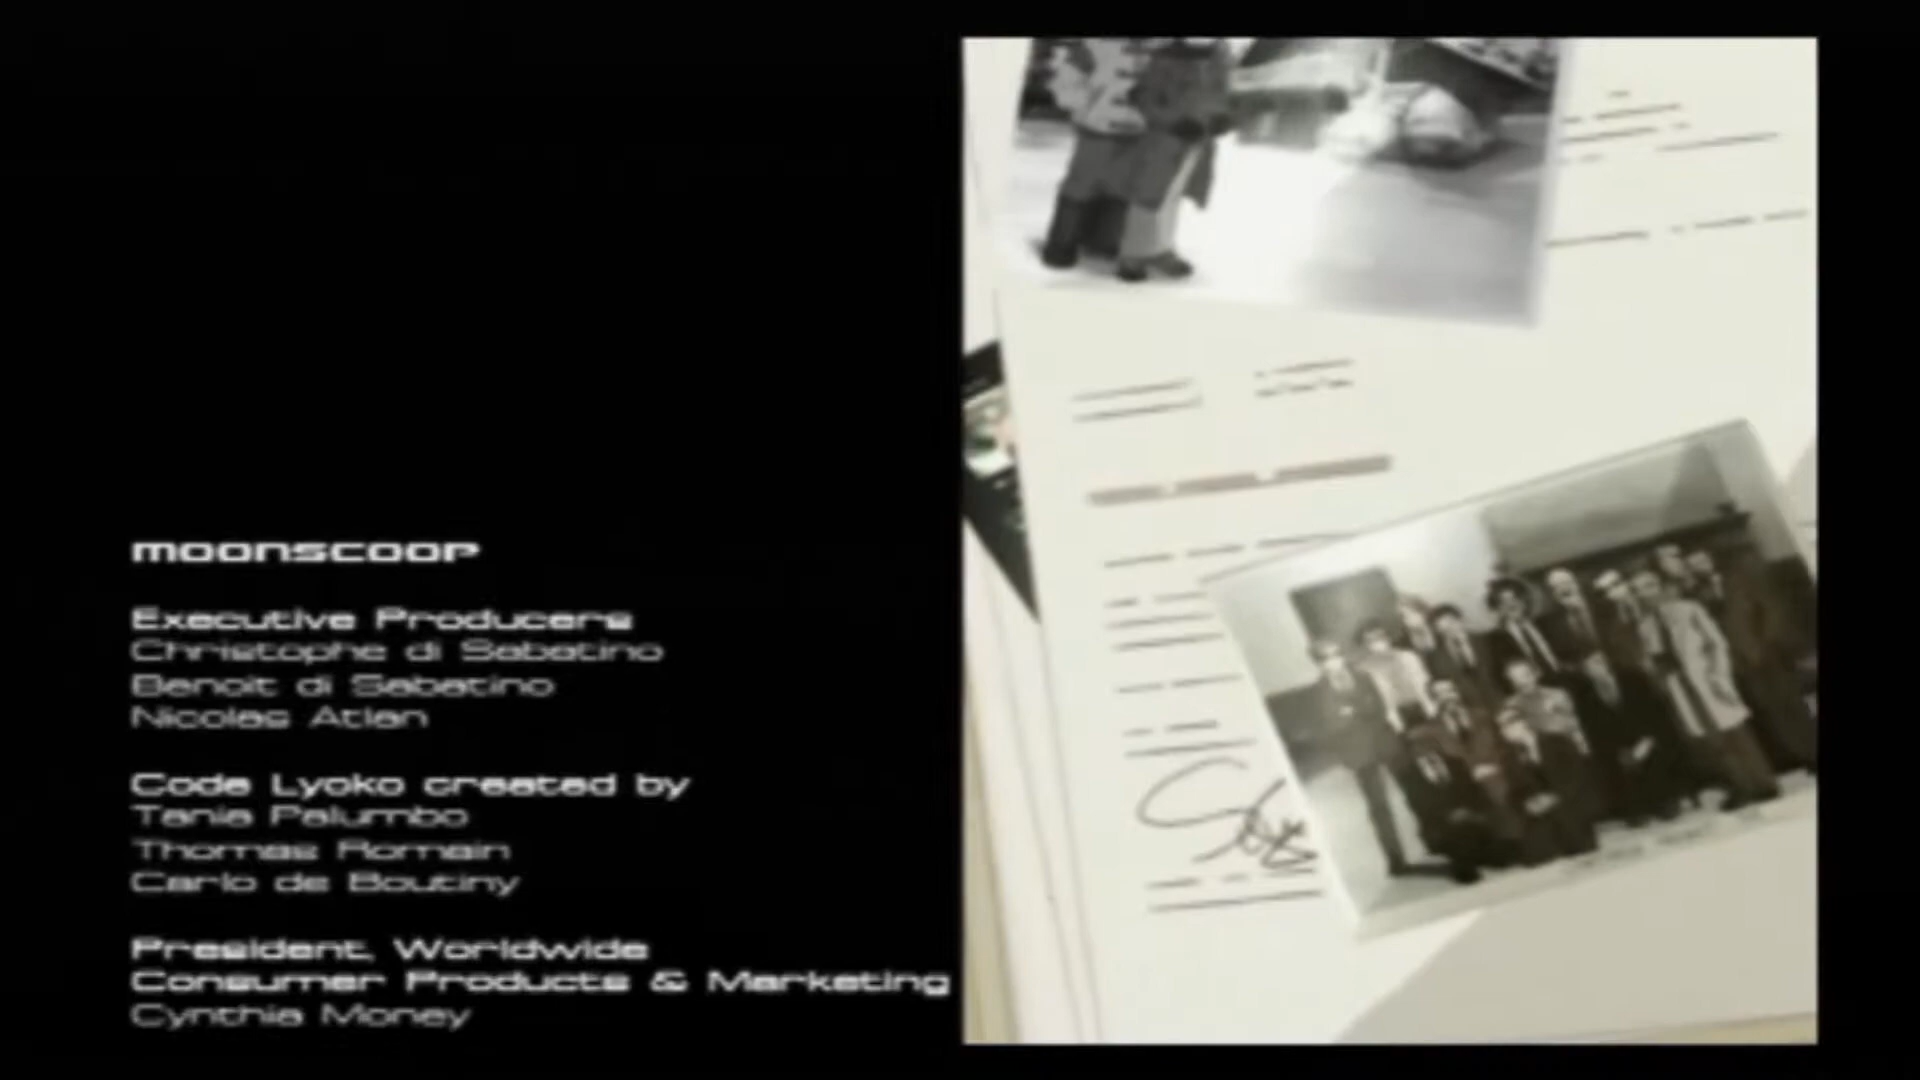 moonscoop
Executive Producers
Christophe di Sabatino
Benoit di Sabatino
Nicolas Atlan
Code Lyoko created by
Tania Palumbo
Thomas Romain
Carlo de Boutiny
President, Worldwide
Consumer Products & Marketing
Cynthia Money